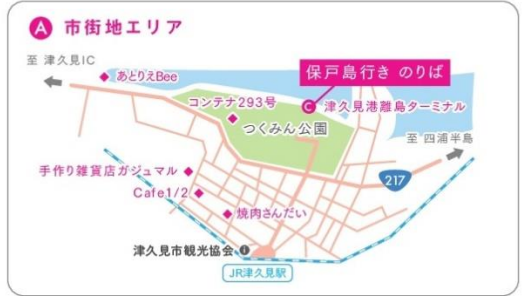 A 市街地エリア
至 津久見IC
あとりえBee
保戸島行き のりば
コンテナ293号
C 津久見港離島ターミナル
つくみん公園
至 四浦半島
手作り雑貨店ガジュマル
217
Cafe1/2
焼肉さんだい
津久見市観光協会 i
JR津久見駅